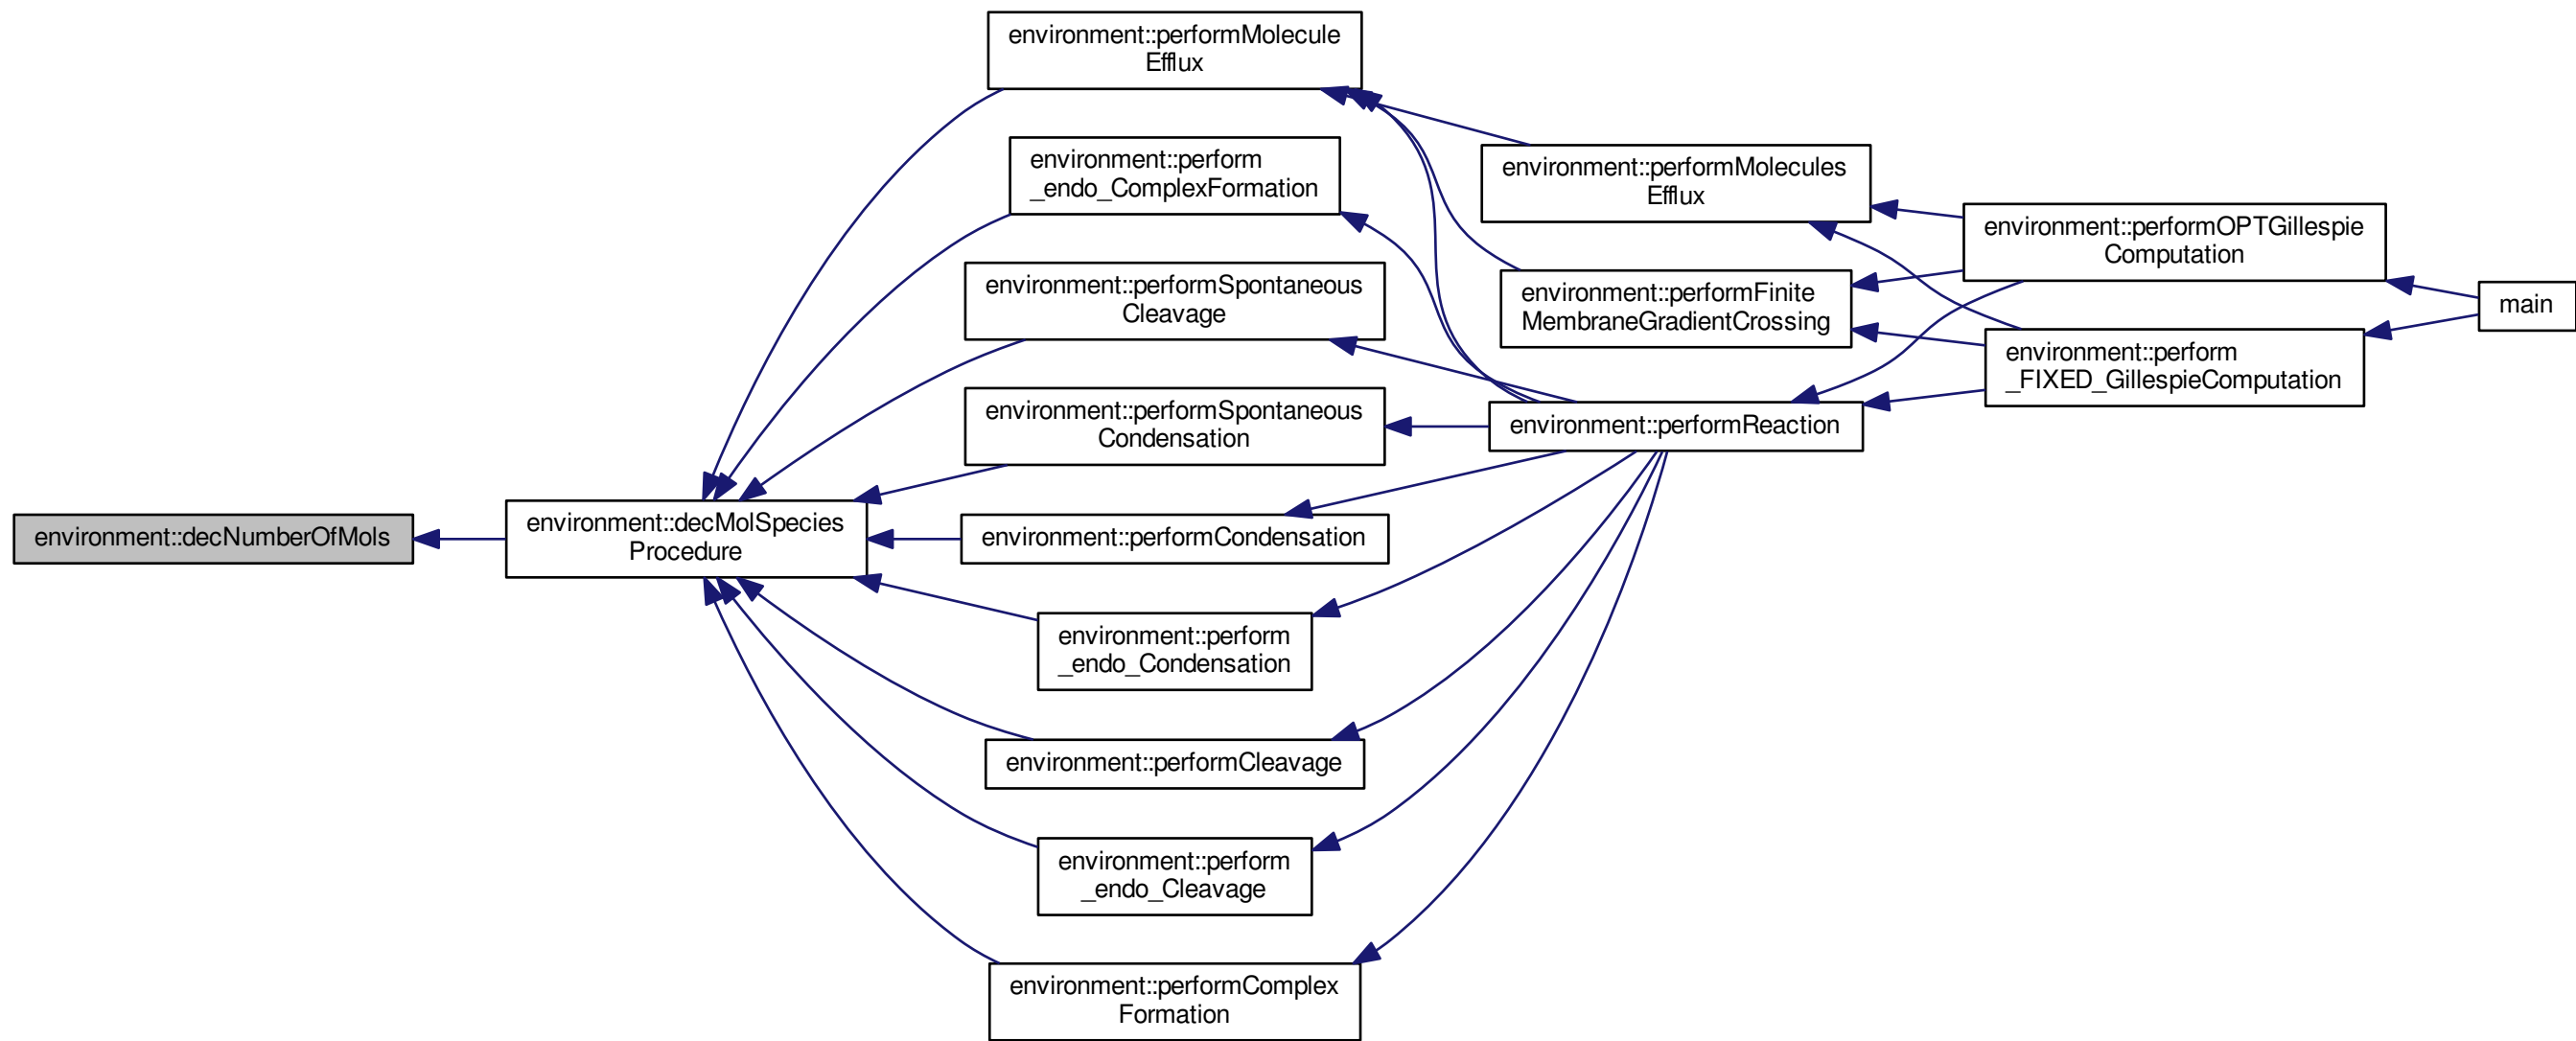 environment::decNumberOfMols
environment::decMolSpecies
Procedure
environment::performMolecule
Efflux
environment::perform
_endo_ComplexFormation
environment::performSpontaneous
Cleavage
environment::performSpontaneous
Condensation
environment::performCondensation
environment::perform
_endo_Condensation
environment::performCleavage
environment::perform
_endo_Cleavage
environment::performComplex
Formation
environment::performMolecules
Efflux
environment::performFinite
MembraneGradientCrossing
environment::performReaction
environment::performOPTGillespie
Computation
environment::perform
_FIXED_GillespieComputation
main